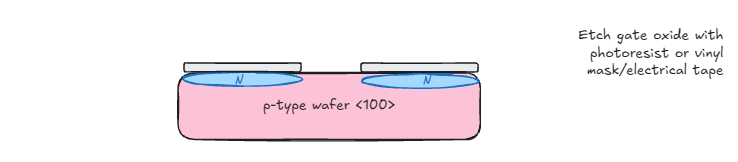 Etch gate oxide with
photoresist or vinyl
mask/electrical tape
N
N
p-type wafer <100>